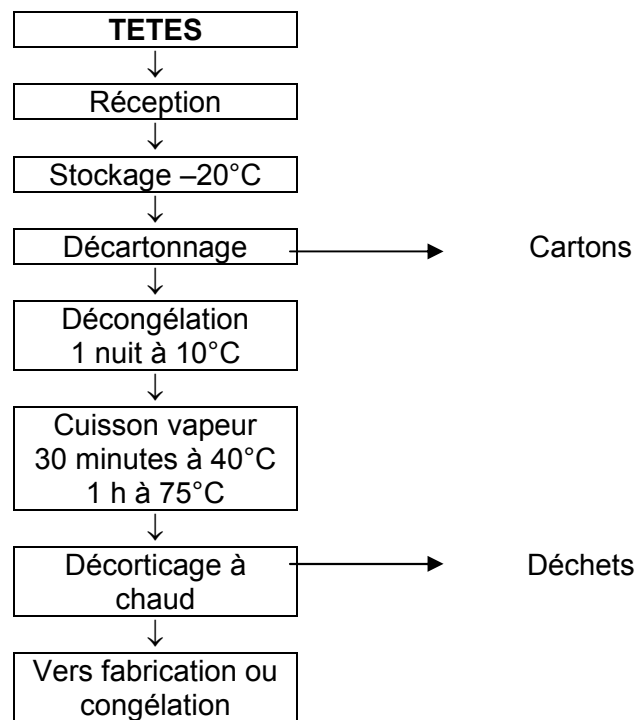 TETES
↓
Réception
↓
Stockage –20°C
↓
Décartonnage
Cartons
↓
Décongélation
1 nuit à 10°C
↓
Cuisson vapeur
30 minutes à 40°C
1 h à 75°C
↓
Décorticage à
chaud
Déchets
↓
Vers fabrication ou
congélation